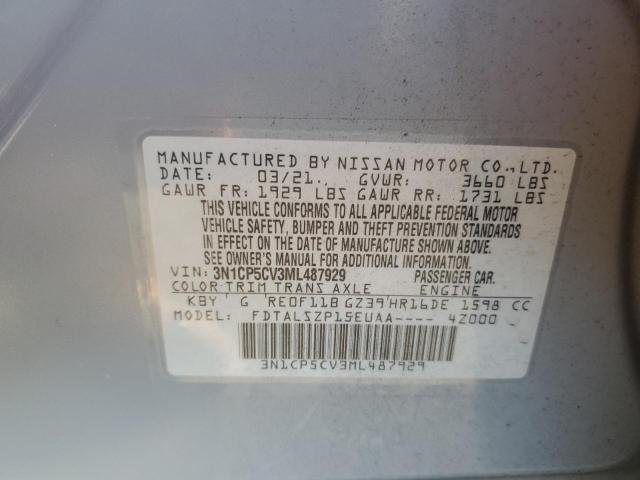 MANUFACTURED BY NISSAN MOTOR CO., LTD.
DATE: 03/21.. GVWR: 3660 LBS
GAWR FR: 1929 LBS GAWR RR: 1731 LBS
THIS VEHICLE CONFORMS TO ALL APPLICABLE FEDERAL MOTOR
VEHICLE SAFETY, BUMPER AND THEFT PREVENTION STANDARDS
IN EFFECT ON THE DATE OF MANUFACTURE SHOWN ABOVE.
SEE OWNER'S MANUAL FOR ADDITIONAL INFORMATION.
VIN: 3N1CP5CV3ML487929 PASSENGER CAR.
COLOR TRIM TRANS AXLE ENGINE
KBY G RE0F11B GZ39 HR16DE 1598 CC
MODEL: FDTALSZP15EUAA---- 4Z000
3N1CP5CV3ML487929